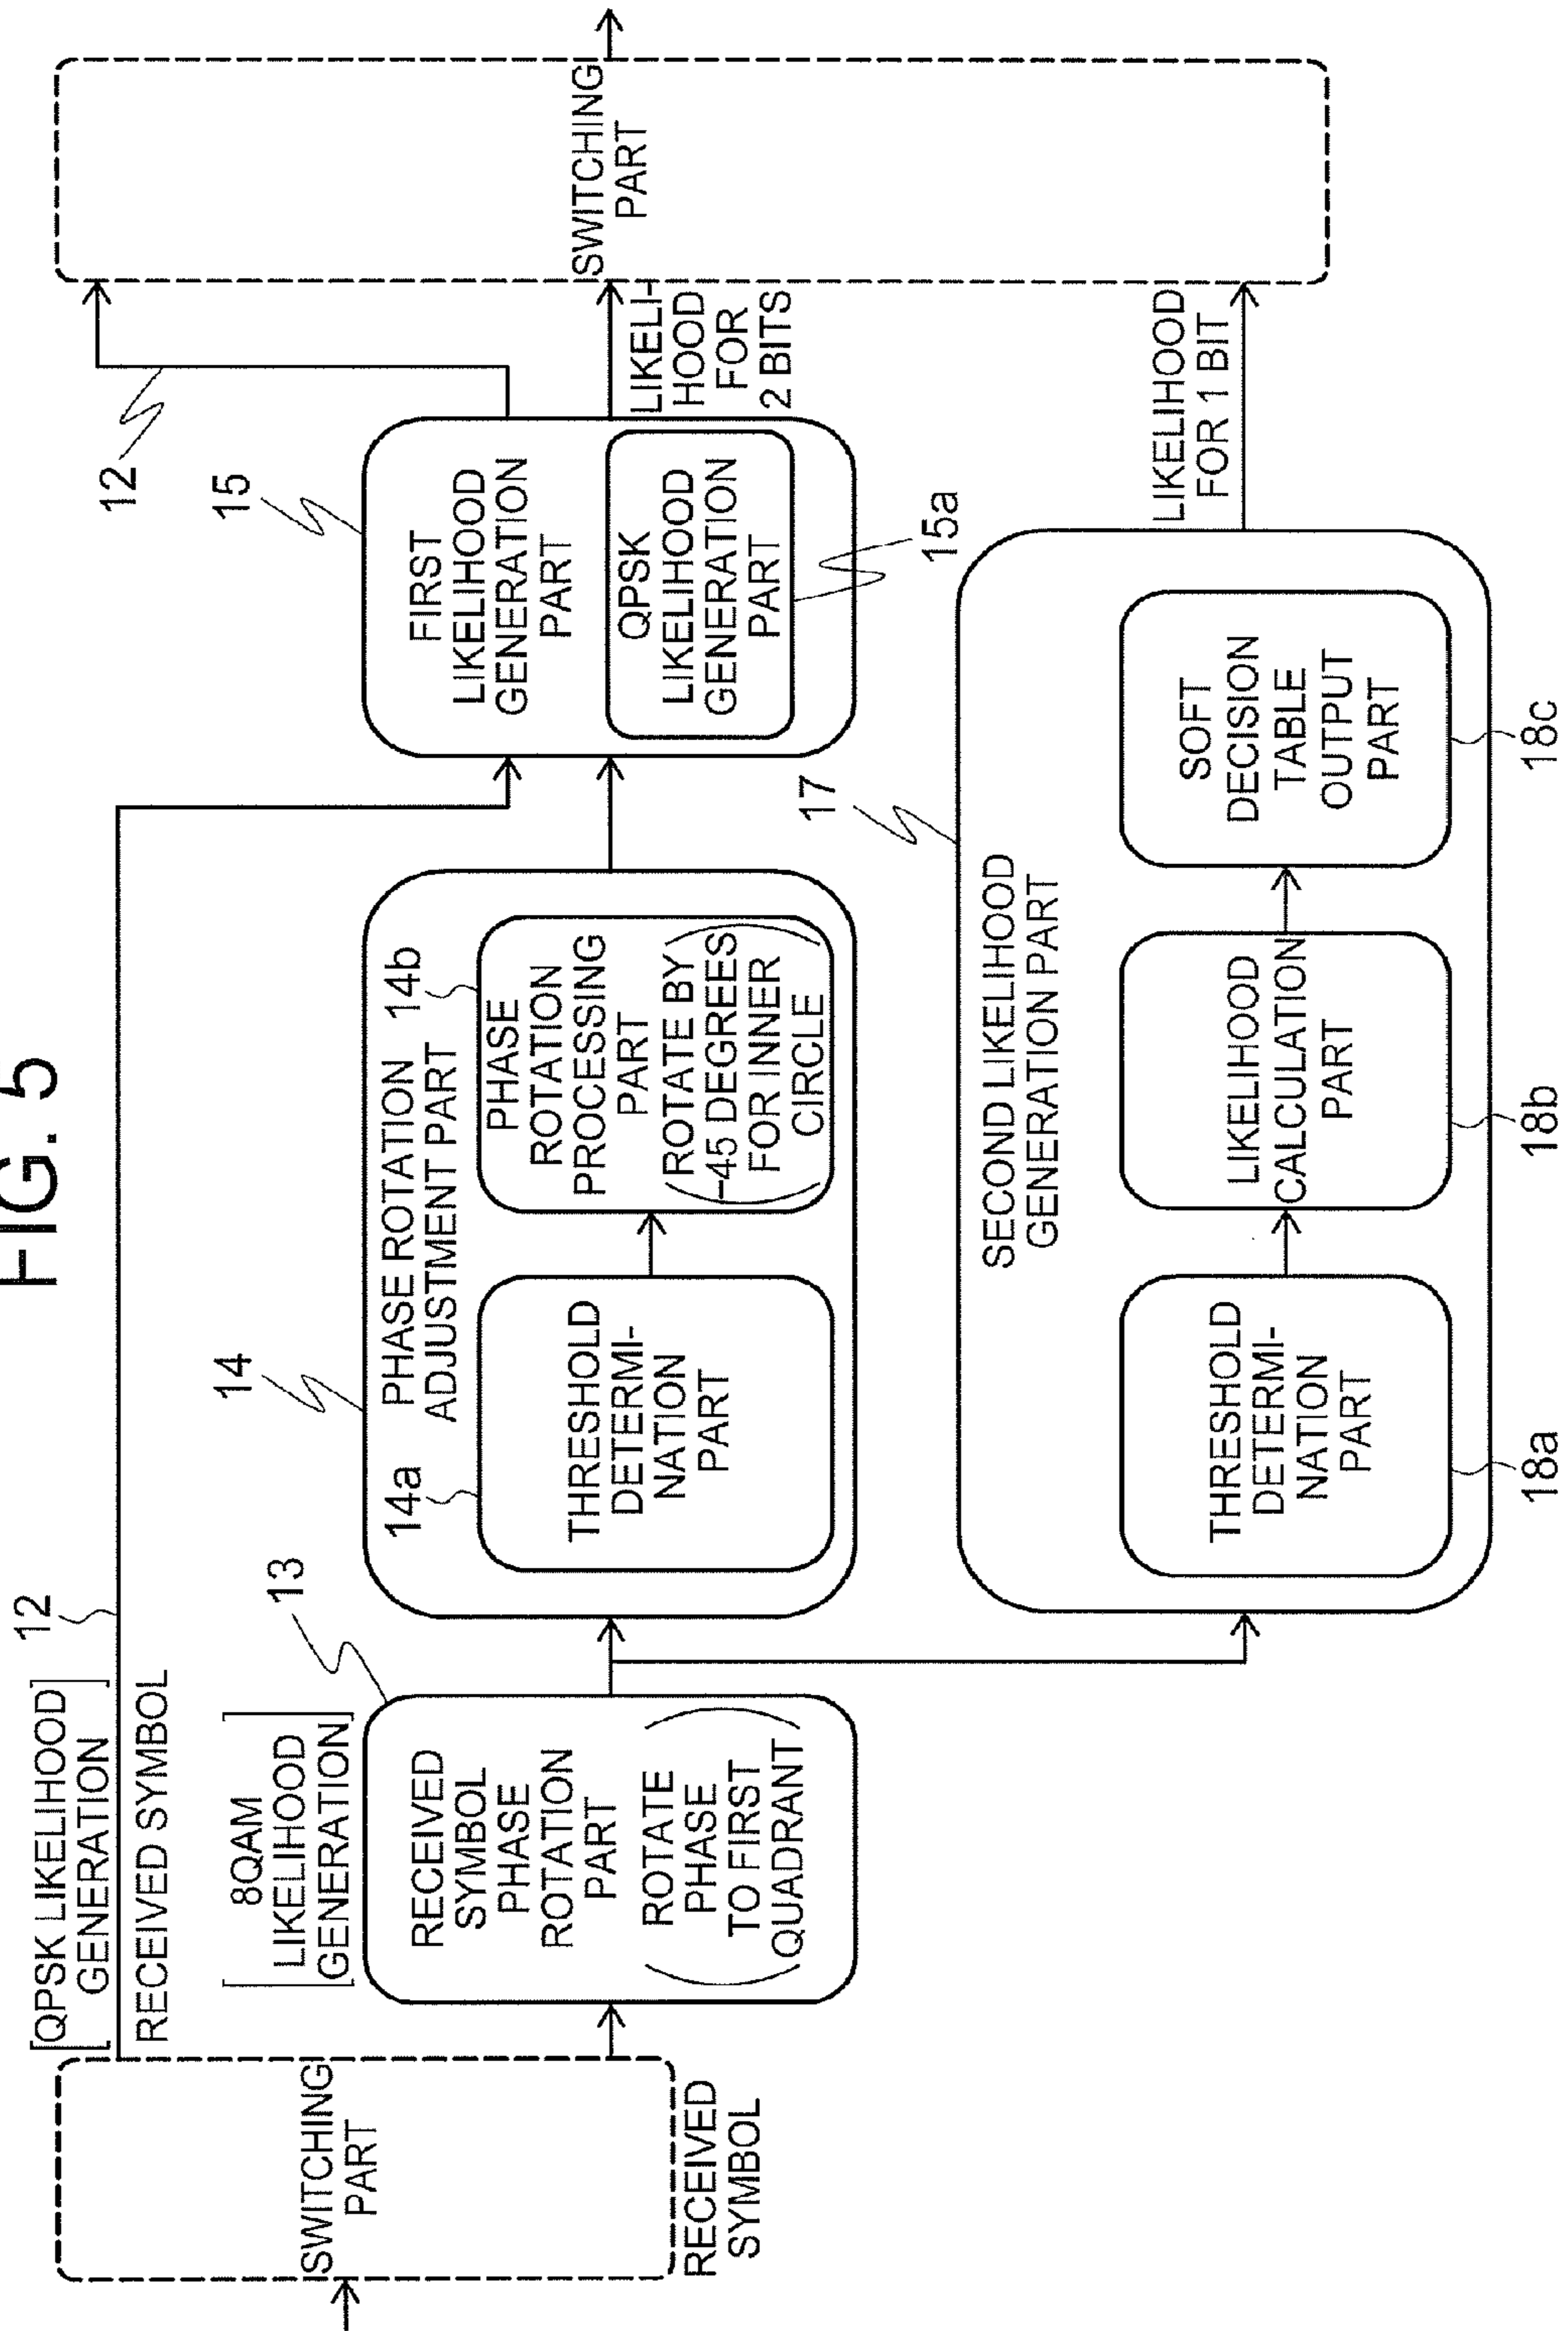 FIG. 5
[QPSK LIKELIHOOD
GENERATION]
12
RECEIVED SYMBOL
SWITCHING
PART
RECEIVED
SYMBOL
[8QAM
LIKELIHOOD
GENERATION]
13
RECEIVED
SYMBOL
PHASE
ROTATION
PART
(ROTATE
PHASE
TO FIRST
QUADRANT)
14
PHASE ROTATION
ADJUSTMENT PART
14a
THRESHOLD
DETERMI-
NATION
PART
14b
PHASE
ROTATION
PROCESSING
PART
(ROTATE BY
-45 DEGREES
FOR INNER
CIRCLE)
15
FIRST
LIKELIHOOD
GENERATION
PART
QPSK
LIKELIHOOD
GENERATION
PART
15a
12
LIKELI-
HOOD
FOR
2 BITS
SWITCHING
PART
17
SECOND LIKELIHOOD
GENERATION PART
THRESHOLD
DETERMI-
NATION
PART
18a
LIKELIHOOD
CALCULATION
PART
18b
SOFT
DECISION
TABLE
OUTPUT
PART
18c
LIKELIHOOD
FOR 1 BIT